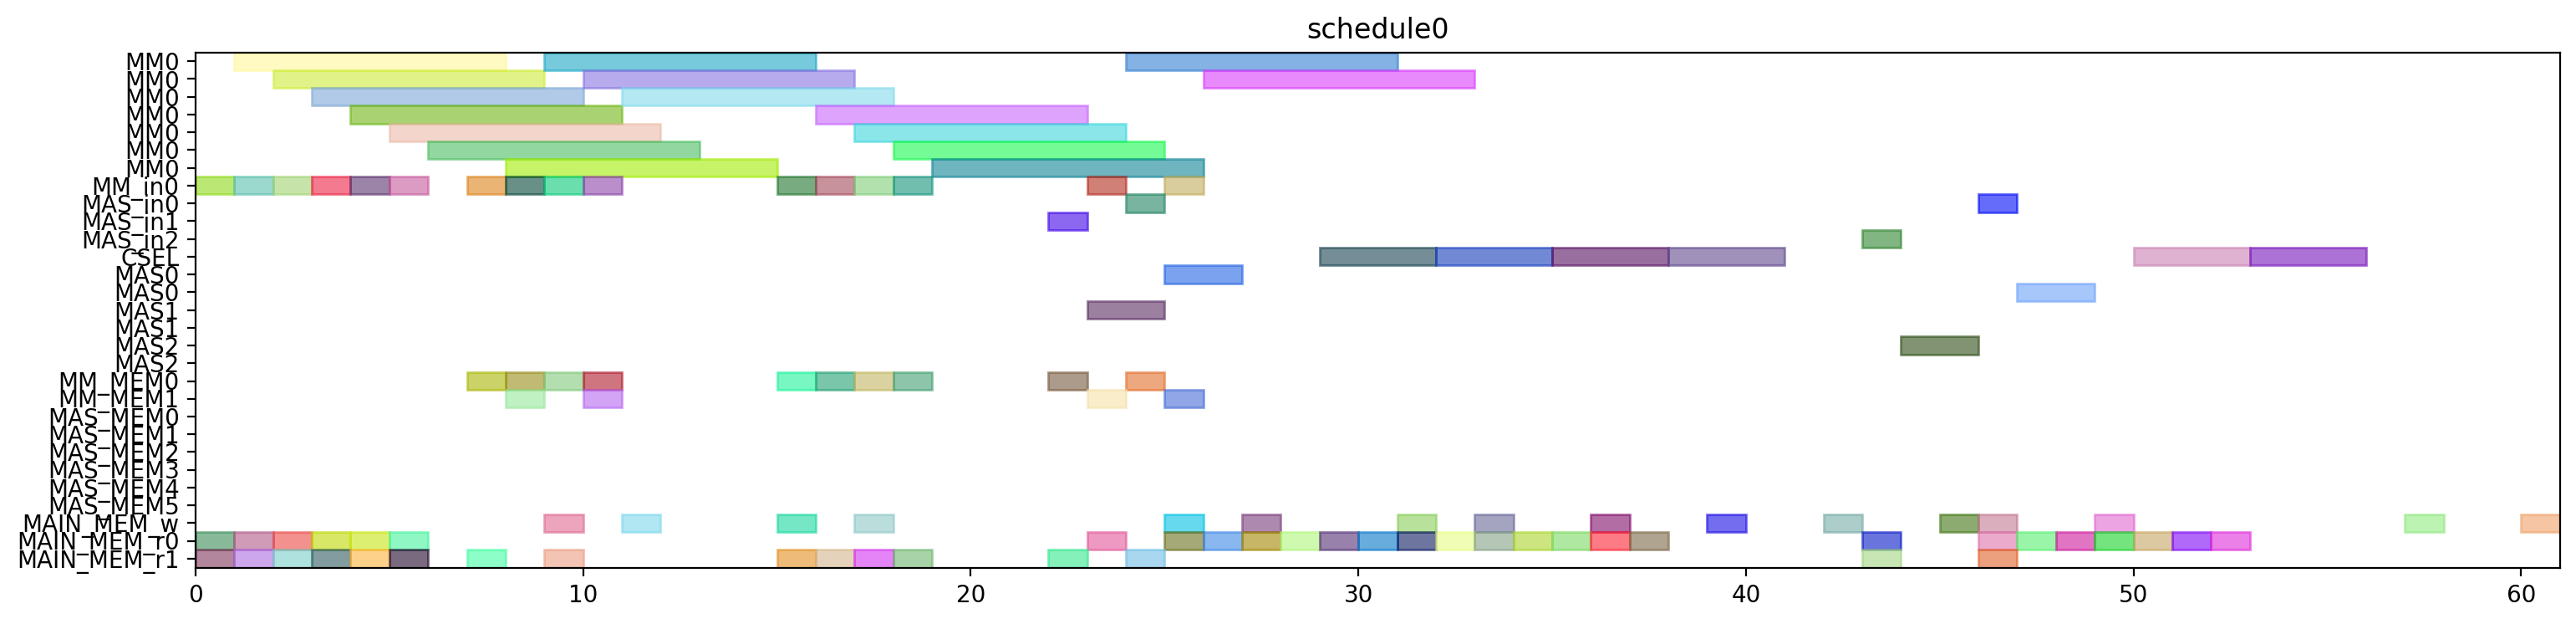 schedule0
MM0
MM0
MM0
MM0
MM0
MM0
MM0
MM_in0
MAS_in0
MAS_in1
MAS_in2
CSEL
MAS0
MAS0
MAS1
MAS1
MAS2
MAS2
MM_MEM0
MM_MEM1
MAS_MEM0
MAS_MEM1
MAS_MEM2
MAS_MEM3
MAS_MEM4
MAS_MEM5
MAIN_MEM_w
MAIN_MEM_r0
MAIN_MEM_r1
0 10 20 30 40 50 60